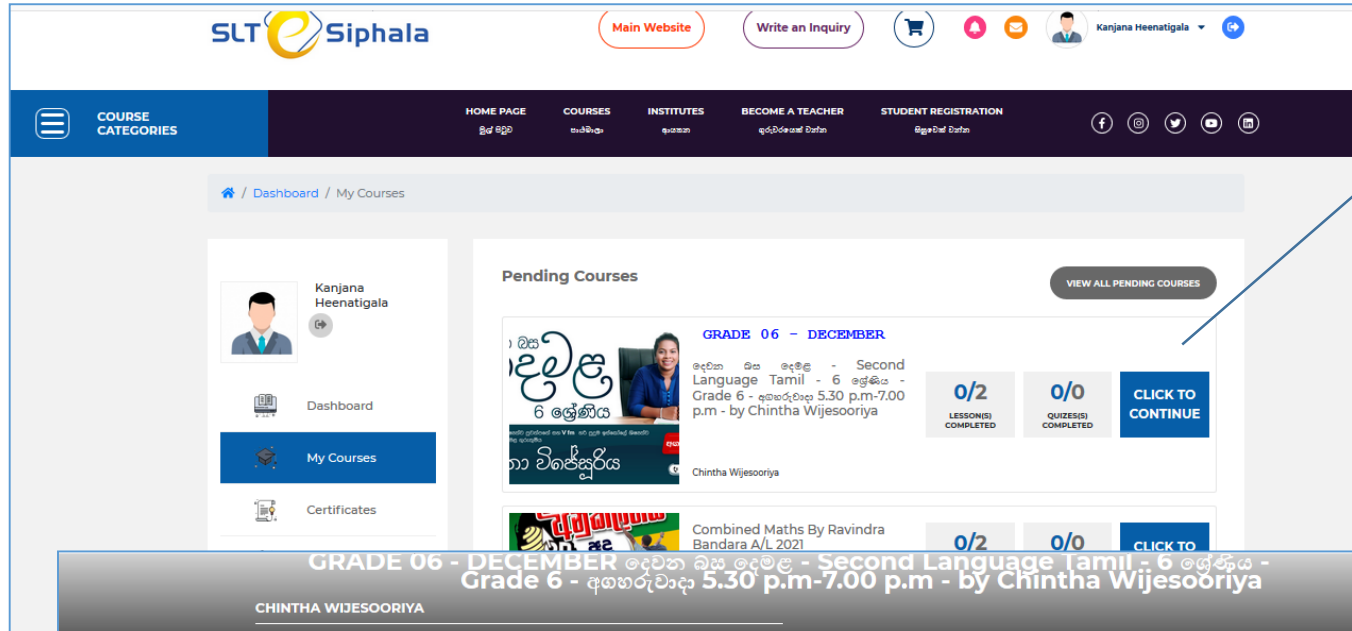 SLT e Siphala
Main Website
Write an Inquiry
Kanjana Heenatigala
COURSE
CATEGORIES
HOME PAGE
COURSES
INSTITUTES
BECOME A TEACHER
STUDENT REGISTRATION
මුල් පිටුව
පාඨමාලා
ආයතන
ගුරුවරයෙක් වන්න
සිසුවෙක් වන්න
/ Dashboard / My Courses
Kanjana
Heenatigala
Dashboard
My Courses
Certificates
Pending Courses
VIEW ALL PENDING COURSES
බස
දෙමළ
6 ශ්‍රේණිය
විජේසූරිය
GRADE 06 - DECEMBER
දෙවන බස දෙමළ - Second
Language Tamil - 6 ශ්‍රේණිය -
Grade 6 - අඟහරුවාදා 5.30 p.m-7.00
p.m - by Chintha Wijesooriya
Chintha Wijesooriya
0/2
LESSON(S)
COMPLETED
0/0
QUIZES(S)
COMPLETED
CLICK TO
CONTINUE
Combined Maths By Ravindra
Bandara A/L 2021
0/2
0/0
CLICK TO
GRADE 06 - DECEMBER දෙවන බස දෙමළ - Second Language Tamil - 6 ශ්‍රේණිය -
Grade 6 - අඟහරුවාදා 5.30 p.m-7.00 p.m - by Chintha Wijesooriya
CHINTHA WIJESOORIYA